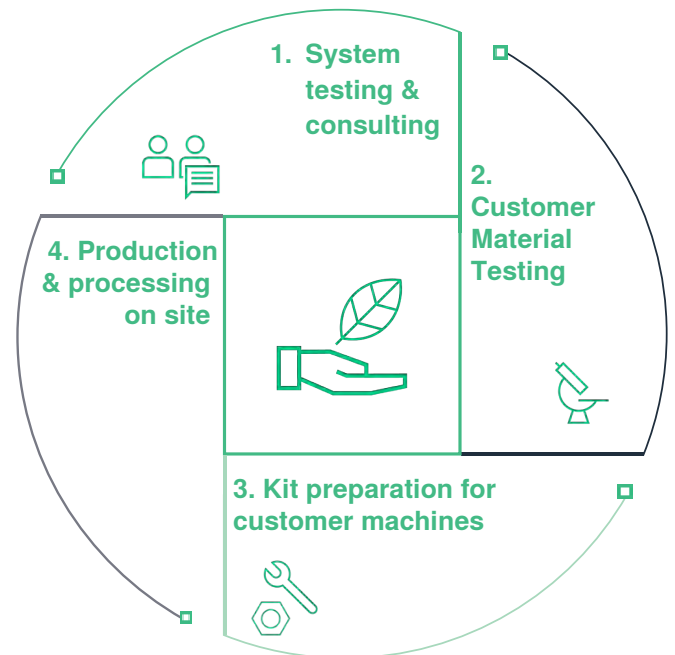 1. System
testing &
consulting
2.
Customer
Material
Testing
3. Kit preparation for
customer machines
4. Production
& processing
on site